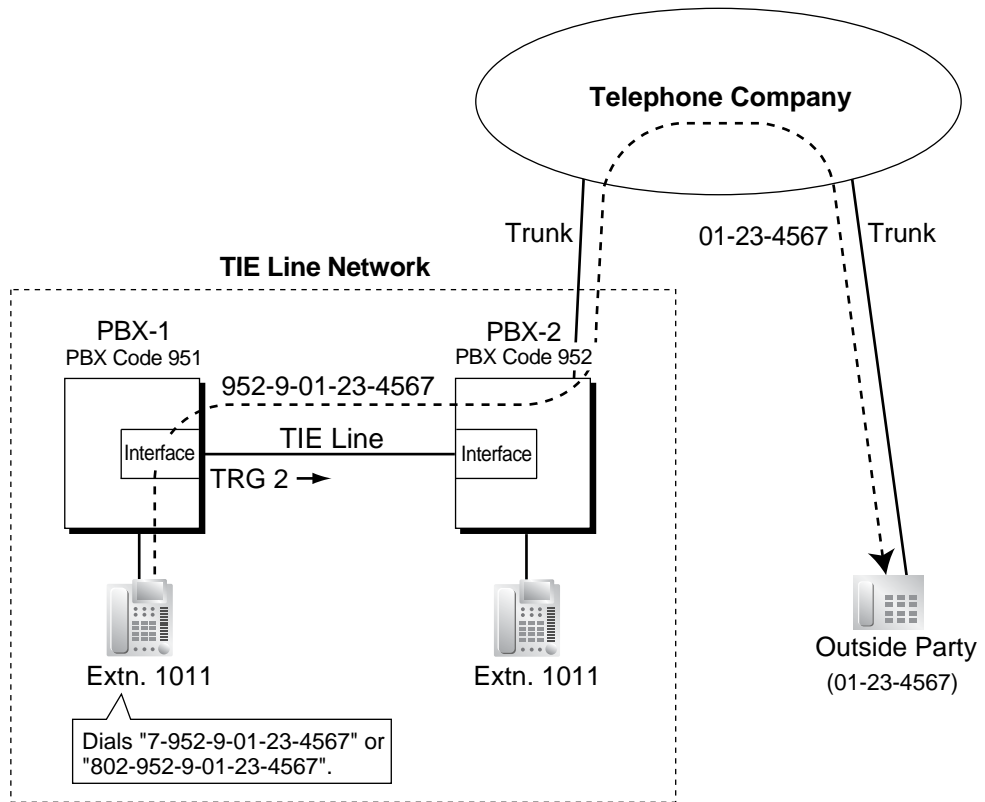 Telephone Company
Trunk
01-23-4567
Trunk
TIE Line Network
PBX-1
PBX Code 951
PBX-2
PBX Code 952
952-9-01-23-4567
Interface
TIE Line
Interface
TRG 2 →
Extn. 1011
Extn. 1011
Outside Party
(01-23-4567)
Dials "7-952-9-01-23-4567" or
"802-952-9-01-23-4567".